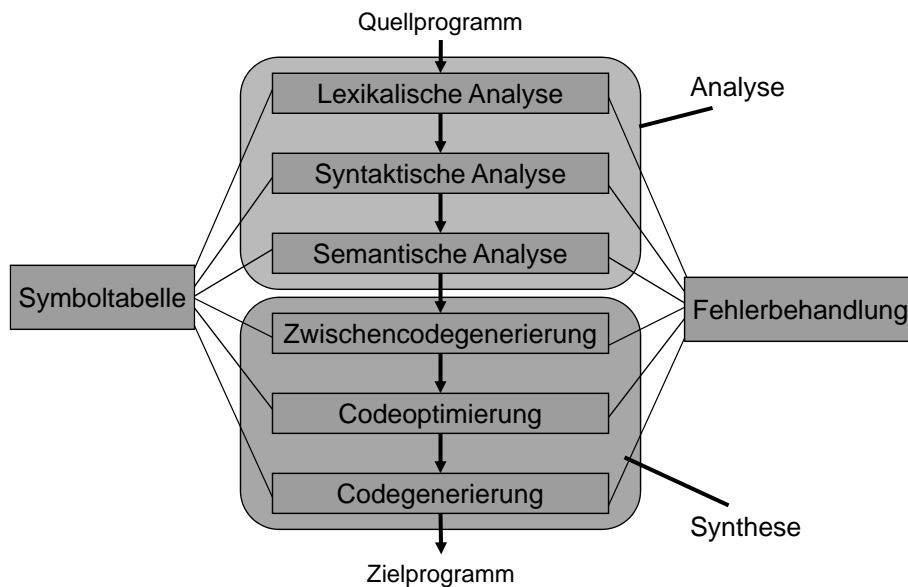 Quellprogramm
Lexikalische Analyse
Analyse
Syntaktische Analyse
Semantische Analyse
Symboltabelle
Fehlerbehandlung
Zwischencodegenerierung
Codeoptimierung
Codegenerierung
Synthese
Zielprogramm